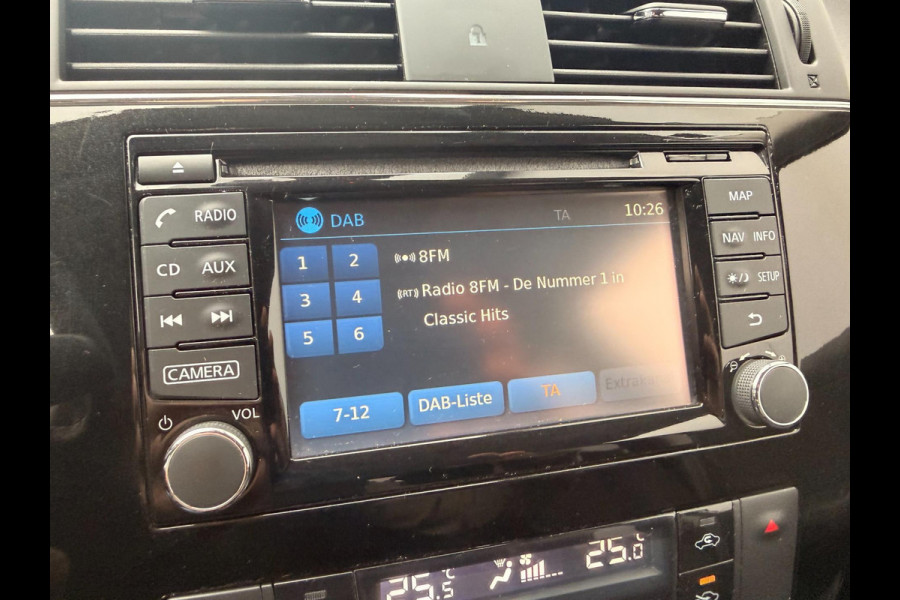 RADIO
CD AUX
CAMERA
VOL
DAB TA 10:26
1 2
3 4
5 6
8FM
(RT) Radio 8FM - De Nummer 1 in
Classic Hits
7-12 DAB-Liste TA
MAP
NAV INFO
SETUP
25.5°C
25.0°C